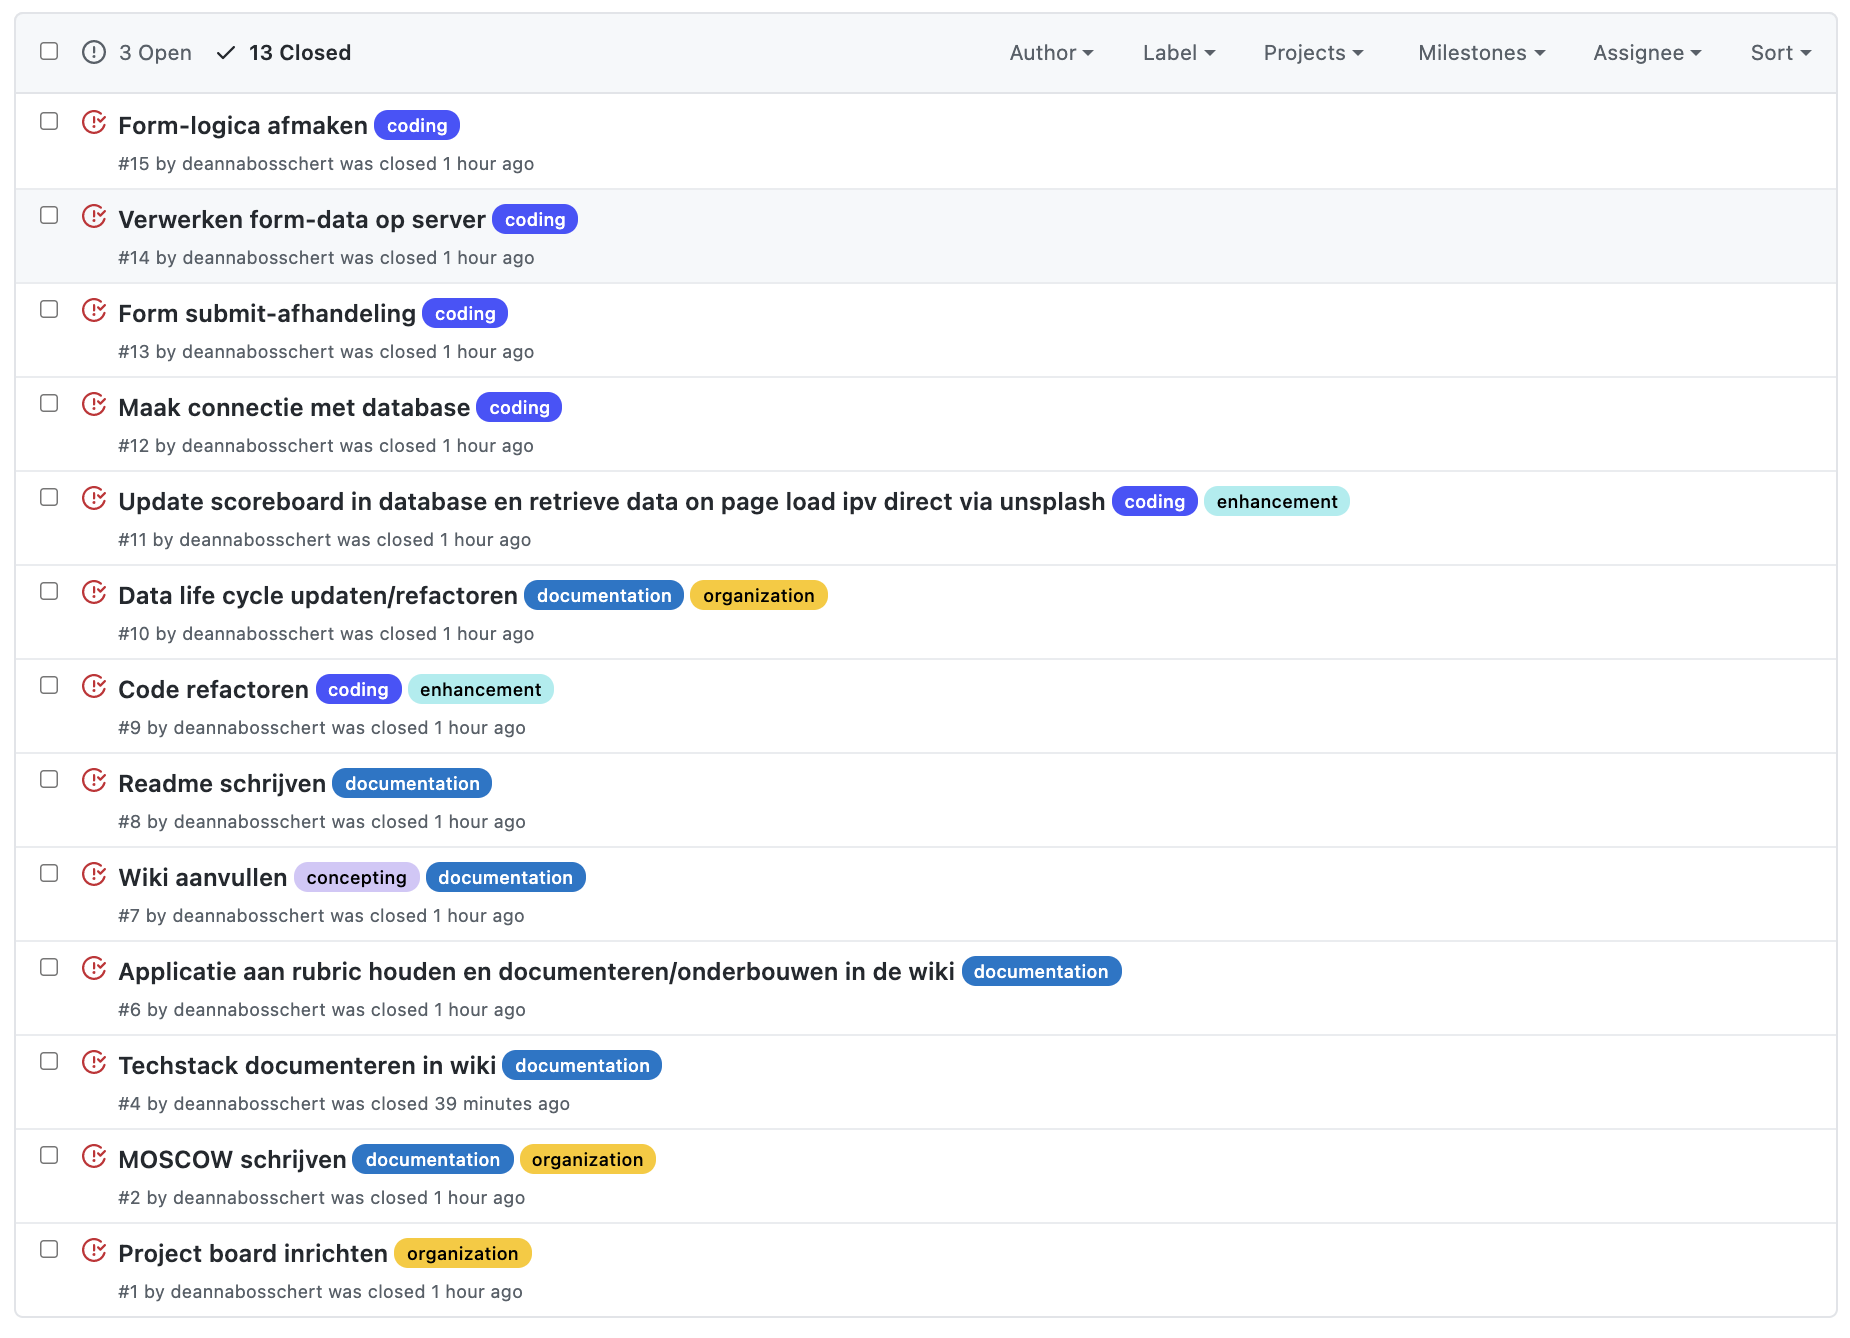 3 Open 13 Closed Author Label Projects Milestones Assignee Sort
Form-logica afmaken coding
#15 by deannabosschert was closed 1 hour ago
Verwerken form-data op server coding
#14 by deannabosschert was closed 1 hour ago
Form submit-afhandeling coding
#13 by deannabosschert was closed 1 hour ago
Maak connectie met database coding
#12 by deannabosschert was closed 1 hour ago
Update scoreboard in database en retrieve data on page load ipv direct via unsplash coding enhancement
#11 by deannabosschert was closed 1 hour ago
Data life cycle updaten/refactoren documentation organization
#10 by deannabosschert was closed 1 hour ago
Code refactoren coding enhancement
#9 by deannabosschert was closed 1 hour ago
Readme schrijven documentation
#8 by deannabosschert was closed 1 hour ago
Wiki aanvullen concepting documentation
#7 by deannabosschert was closed 1 hour ago
Applicatie aan rubric houden en documenteren/onderbouwen in de wiki documentation
#6 by deannabosschert was closed 1 hour ago
Techstack documenteren in wiki documentation
#4 by deannabosschert was closed 39 minutes ago
MOSCOW schrijven documentation organization
#2 by deannabosschert was closed 1 hour ago
Project board inrichten organization
#1 by deannabosschert was closed 1 hour ago